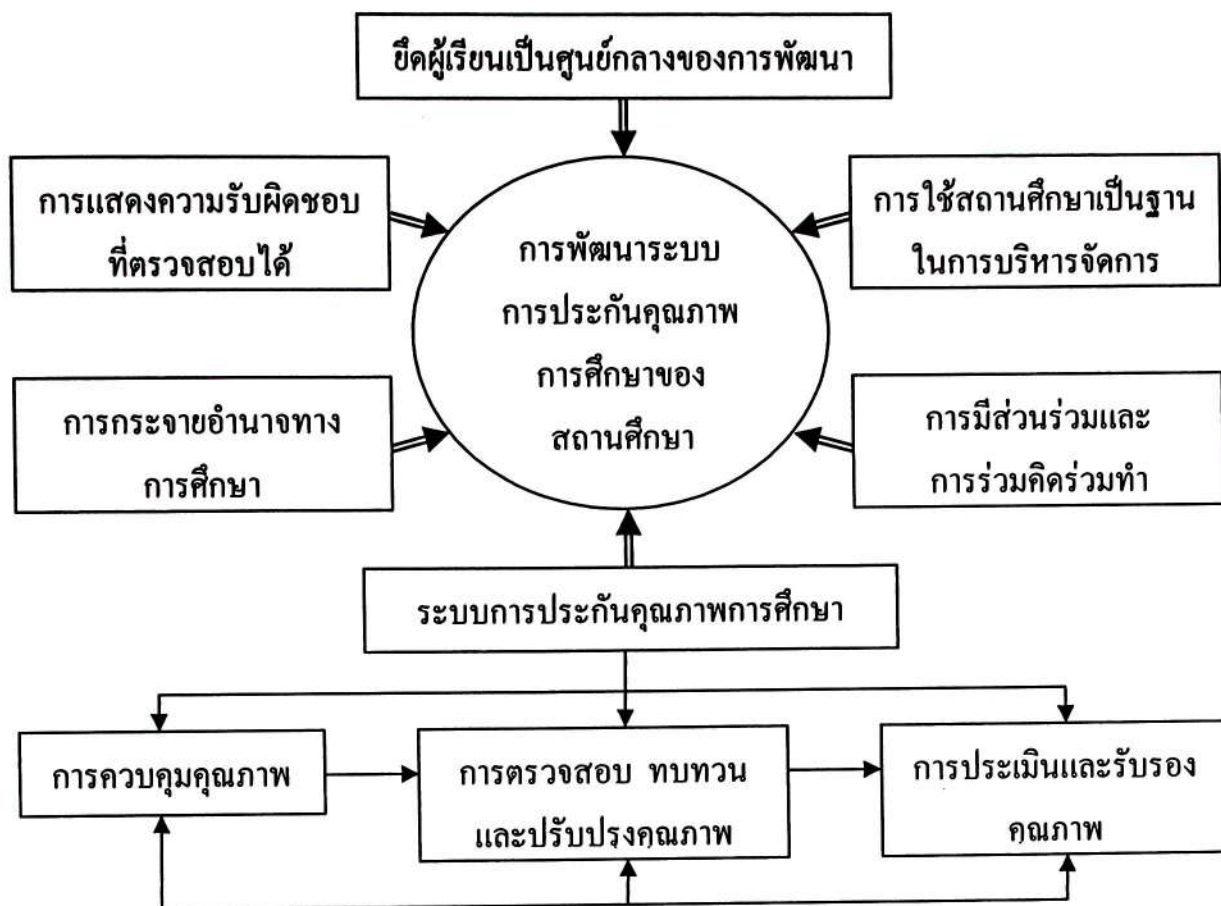 ยึดผู้เรียนเป็นศูนย์กลางของการพัฒนา
การแสดงความรับผิดชอบ
ที่ตรวจสอบได้
การใช้สถานศึกษาเป็นฐาน
ในการบริหารจัดการ
การพัฒนาระบบ
การประกันคุณภาพ
การศึกษาของ
สถานศึกษา
การกระจายอำนาจทาง
การศึกษา
การมีส่วนร่วมและ
การร่วมคิดร่วมทำ
ระบบการประกันคุณภาพการศึกษา
การควบคุมคุณภาพ
การตรวจสอบ ทบทวน
และปรับปรุงคุณภาพ
การประเมินและรับรอง
คุณภาพ